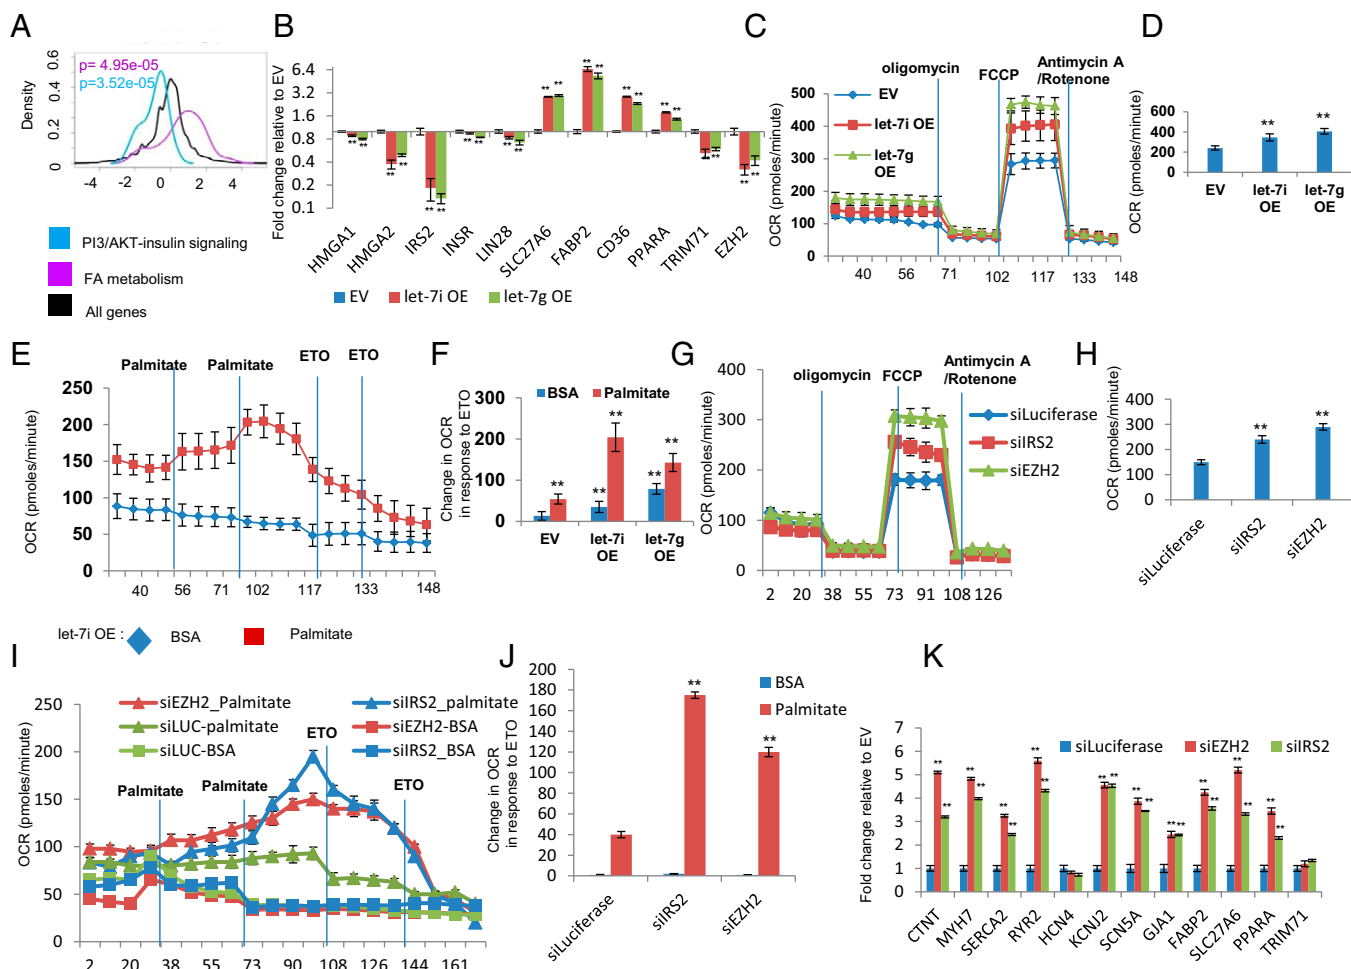 A
p= 4.95e-05
p=3.52e-05
Density
0.6
0.4
0.2
0
-4 -2 0 2 4
PI3/AKT-insulin signaling
FA metabolism
All genes
B
Fold change relative to EV
6.4
3.2
1.6
0.8
0.4
0.2
0.1
** ** ** ** ** ** ** ** ** ** ** ** ** ** ** ** ** ** ** ** ** **
HMGA1 HMGA2 IRS2 INSR LIN28 SLC27A6 FABP2 CD36 PPARA TRIM71 EZH2
EV let-7i OE let-7g OE
C
oligomycin FCCP Antimycin A
/Rotenone
OCR (pmoles/minute)
500
400
300
200
100
0
EV
let-7i OE
let-7g
OE
40 56 71 102 117 148
D
OCR (pmoles/minute)
600
400
200
0
** **
EV let-7i
OE let-7g
OE
E
Palmitate Palmitate ETO ETO
OCR (pmoles/minute)
250
200
150
100
50
0
40 56 71 102 117 133 148
let-7i OE : BSA Palmitate
F
Change in OCR
in response to ETO
300
200
100
0
BSA Palmitate
** ** ** ** **
EV let-7i
OE let-7g
OE
G
oligomycin FCCP Antimycin A
/Rotenone
OCR (pmoles/minute)
400
300
200
100
0
siLuciferase
siIRS2
siEZH2
2 20 38 55 73 91 108 126
H
OCR (pmoles/minute)
400
300
200
100
0
** **
siLuciferase siIRS2 siEZH2
I
siEZH2_Palmitate siIRS2_palmitate
siLUC-palmitate siEZH2-BSA
siLUC-BSA siIRS2_BSA
Palmitate Palmitate ETO ETO
OCR (pmoles/minute)
250
200
150
100
50
0
2 20 38 55 73 90 108 126 144 161
J
Change in OCR
in response to ETO
200
180
160
140
120
100
80
60
40
20
0
BSA
Palmitate
** **
siLuciferase siIRS2 siEZH2
K
Fold change relative to EV
7
6
5
4
3
2
1
0
siLuciferase siEZH2 siIRS2
** ** ** ** ** ** ** ** ** ** ** ** ** ** ** ** ** ** ** **
CTNT MYH7 SERCA2 RYR2 HCN4 KCNJ2 SCN5A GJA1 FABP2 SLC27A6 PPARA TRIM71